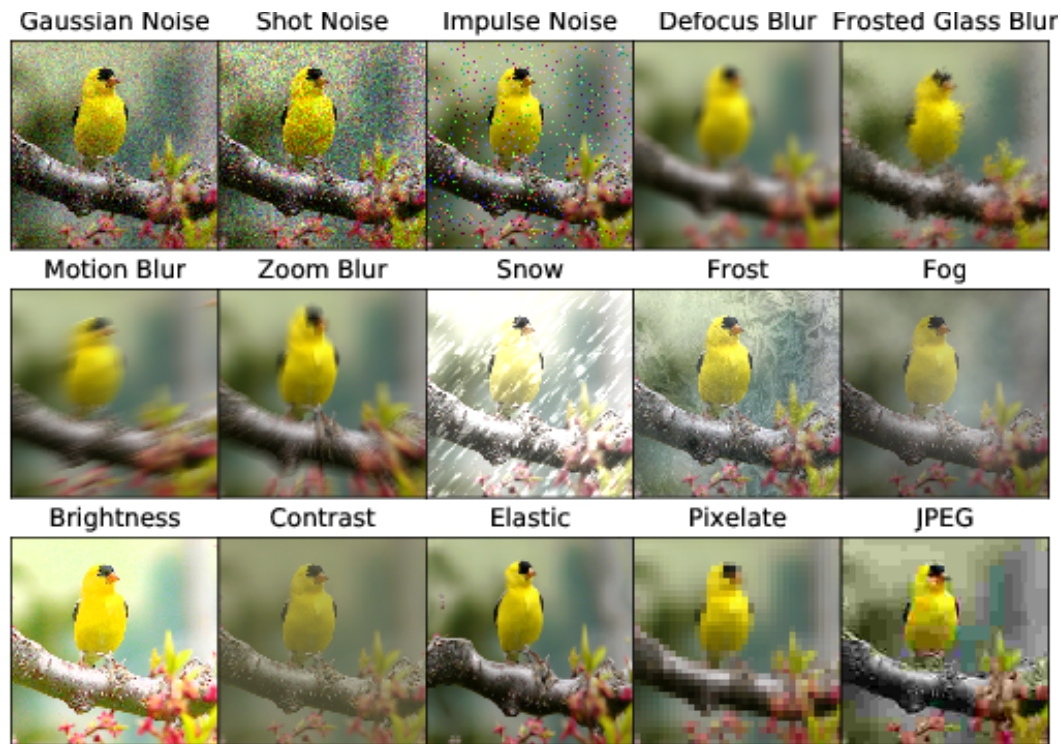 Gaussian Noise Shot Noise Impulse Noise Defocus Blur Frosted Glass Blur
Motion Blur Zoom Blur Snow Frost Fog
Brightness Contrast Elastic Pixelate JPEG